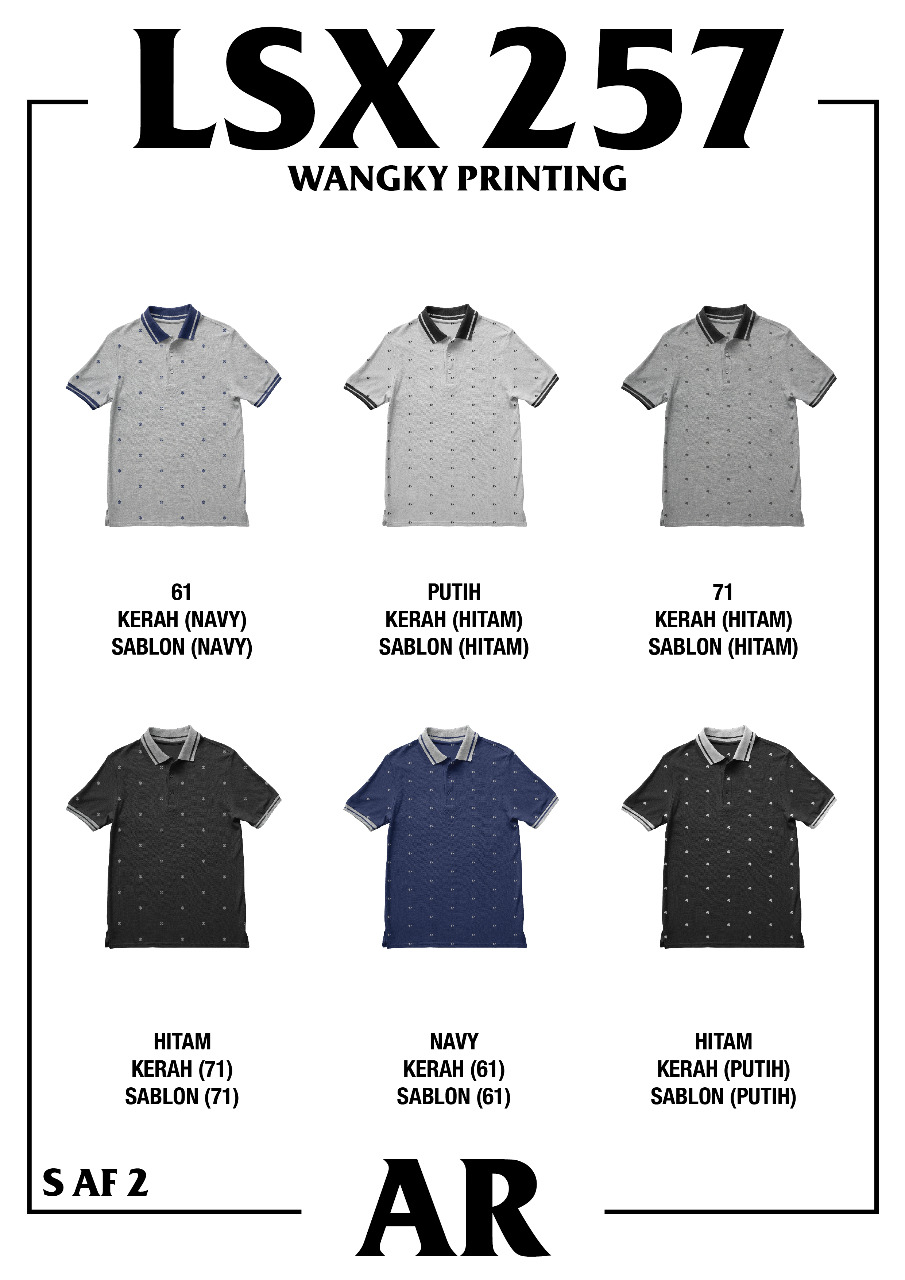 LSX 257
WANGKY PRINTING
61
KERAH (NAVY)
SABLON (NAVY)
PUTIH
KERAH (HITAM)
SABLON (HITAM)
71
KERAH (HITAM)
SABLON (HITAM)
HITAM
KERAH (71)
SABLON (71)
NAVY
KERAH (61)
SABLON (61)
HITAM
KERAH (PUTIH)
SABLON (PUTIH)
S AF 2
AR